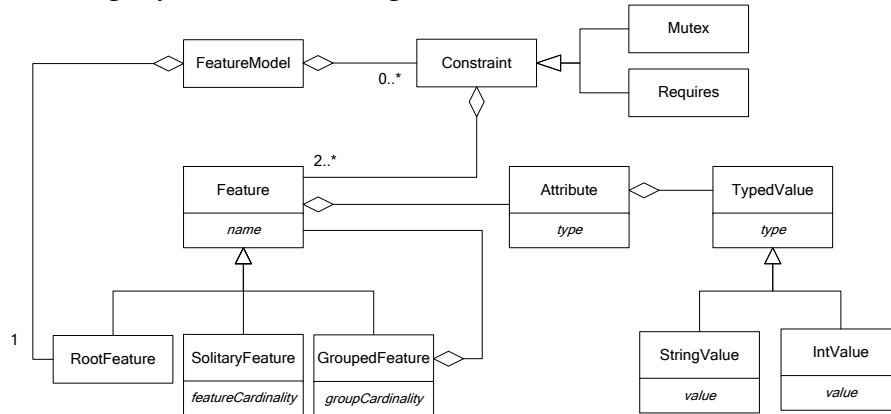 Mutex
FeatureModel
Constraint
0..*
Requires
2..*
Feature
Attribute
TypedValue
name
type
type
1
RootFeature
SolitaryFeature
GroupedFeature
StringValue
IntValue
featureCardinality
groupCardinality
value
value